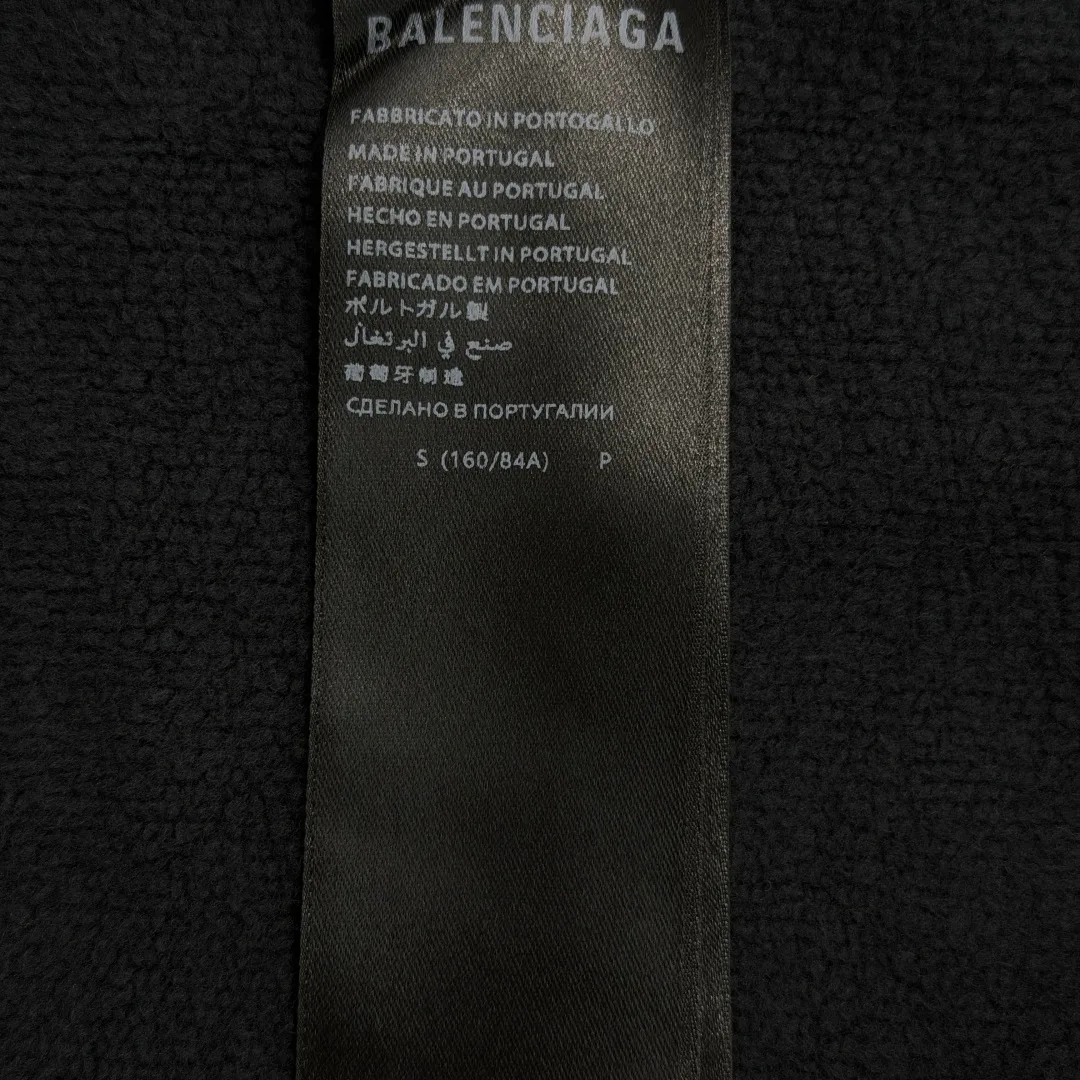 BALENCIAGA
FABBRICATO IN PORTOGALLO
MADE IN PORTUGAL
FABRIQUE AU PORTUGAL
HECHO EN PORTUGAL
HERGESTELLT IN PORTUGAL
FABRICADO EM PORTUGAL
ポルトガル製
صنع في البرتغال
葡萄牙制造
СДЕЛАНО В ПОРТУГАЛИИ
S (160/84A) P